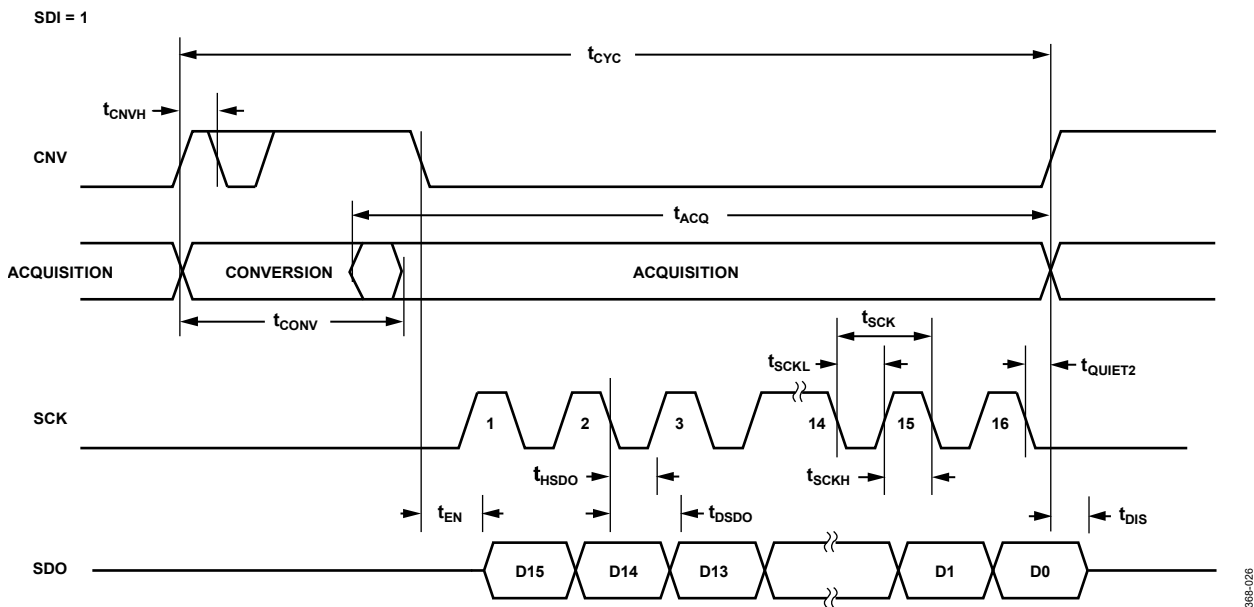 SDI = 1
tCYC
tCNVH
CNV
tACQ
ACQUISITION
CONVERSION
ACQUISITION
tCONV
tSCK
tSCKL
tQUIET2
SCK
1
2
3
14
15
16
tHSDO
tSCKH
tEN
tDSDO
tDIS
SDO
D15
D14
D13
D1
D0
368-026